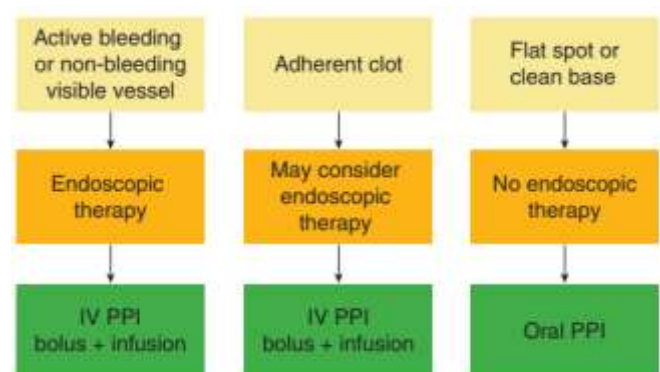 Active bleeding
or non-bleeding
visible vessel
Adherent clot
Flat spot or
clean base
Endoscopic
therapy
May consider
endoscopic
therapy
No endoscopic
therapy
IV PPI
bolus + infusion
IV PPI
bolus + infusion
Oral PPI